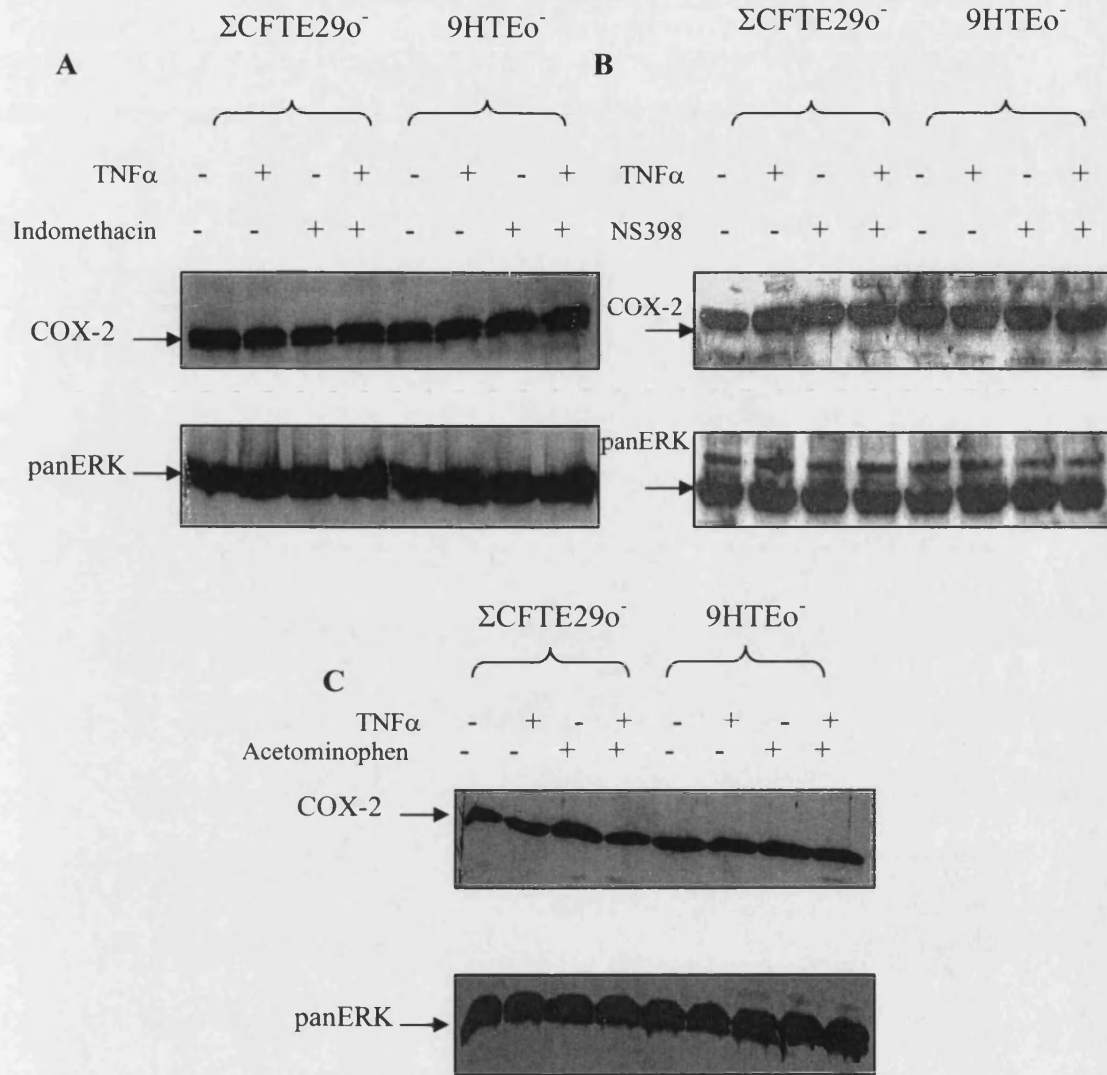 ΣCFTE29o⁻ 9HTEo⁻
A
TNFα - + - + - + - +
Indomethacin - - + + - - + +
COX-2
panERK
ΣCFTE29o⁻ 9HTEo⁻
B
TNFα - + - + - + - +
NS398 - - + + - - + +
COX-2
panERK
ΣCFTE29o⁻ 9HTEo⁻
C
TNFα - + - + - + - +
Acetominophen - - + + - - + +
COX-2
panERK